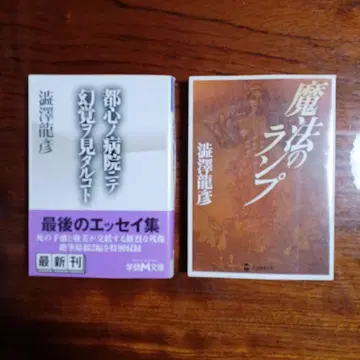 都心ノ病院ニテ
幻覚ヲ見タルコト
澁澤龍彦
最後のエッセイ集
最新刊
学研M文庫
魔法の
ランプ
澁澤龍彦